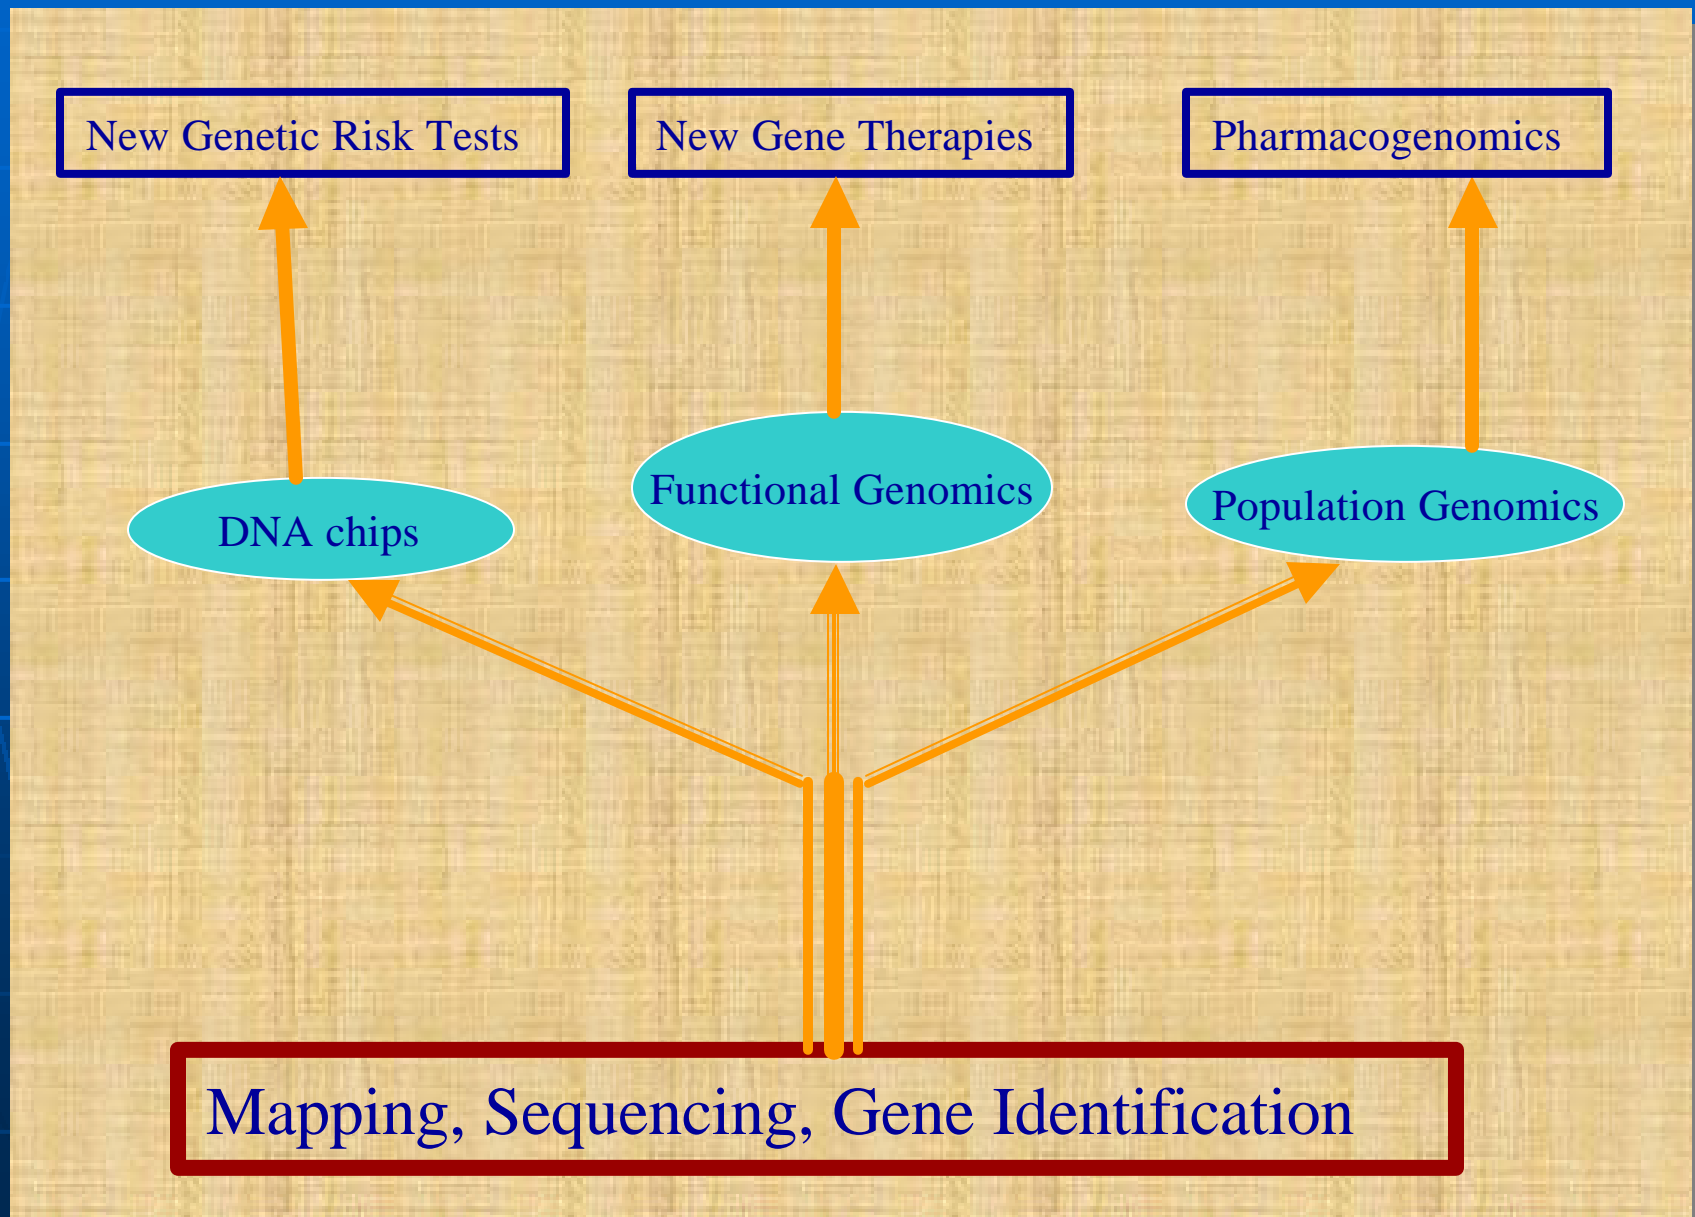 New Genetic Risk Tests
New Gene Therapies
Pharmacogenomics
DNA chips
Functional Genomics
Population Genomics
Mapping, Sequencing, Gene Identification